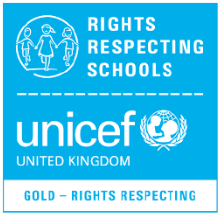 RIGHTS
RESPECTING
SCHOOLS
unicef
UNITED KINGDOM
GOLD – RIGHTS RESPECTING